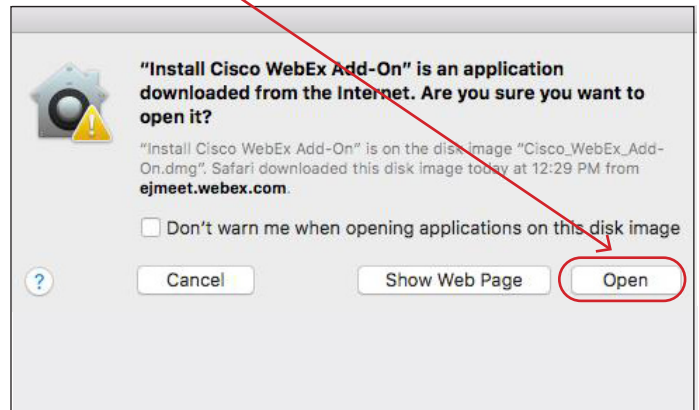 “Install Cisco WebEx Add-On” is an application
downloaded from the Internet. Are you sure you want to
open it?
“Install Cisco WebEx Add-On” is on the disk image “Cisco_WebEx_Add-
On.dmg”. Safari downloaded this disk image today at 12:29 PM from
ejmeet.webex.com.
Don’t warn me when opening applications on this disk image
? Cancel Show Web Page Open